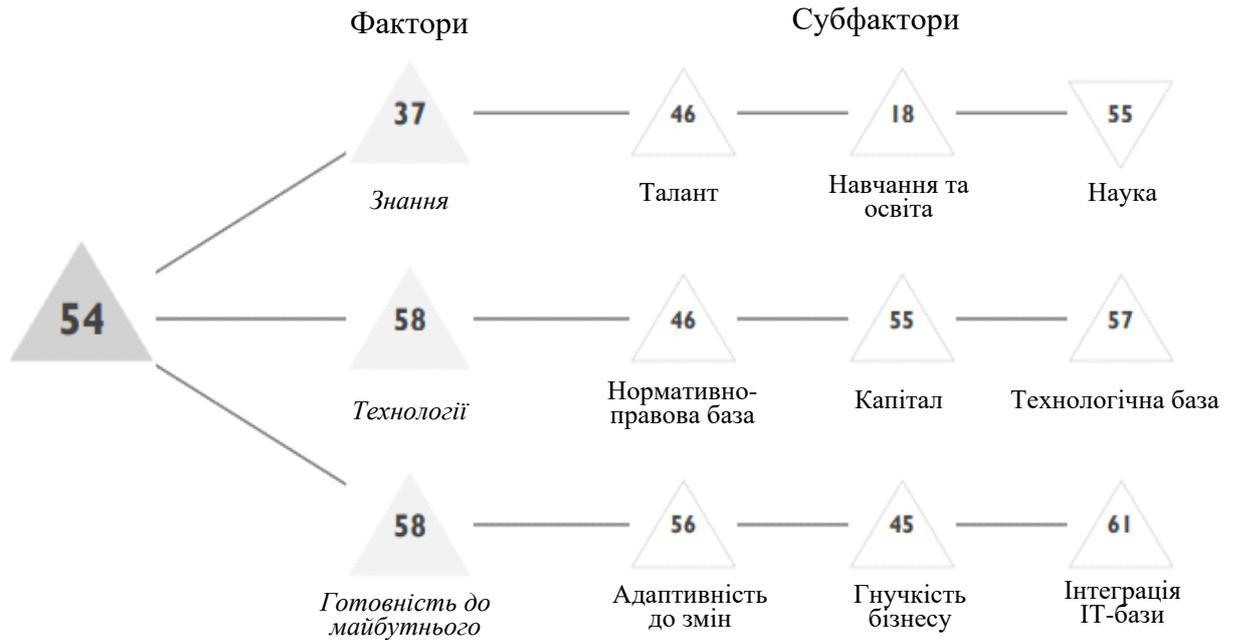 Фактори
Субфактори
37
46
18
55
Знання
Талант
Навчання та
освіта
Наука
54
58
46
55
57
Технології
Нормативно-
правова база
Капітал
Технологічна база
58
56
45
61
Готовність до
майбутнього
Адаптивність
до змін
Гнучкість
бізнесу
Інтеграція
ІТ-бази